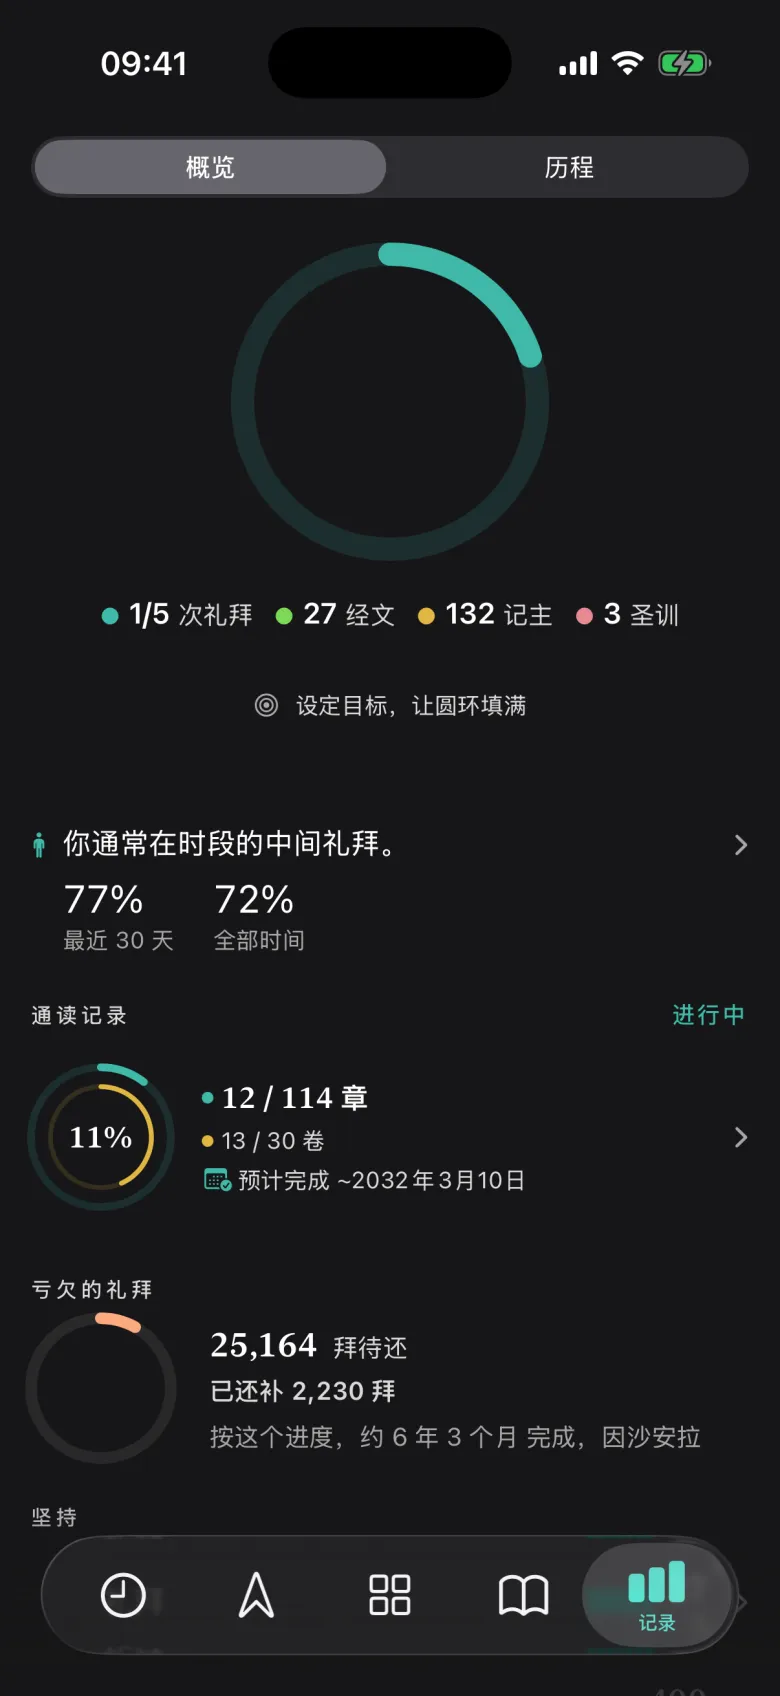 09:41
概览
历程
1/5 次礼拜 27 经文 132 记主 3 圣训
设定目标，让圆环填满
你通常在时段的中间礼拜。
77% 72%
最近 30 天 全部时间
通读记录 进行中
11%
12 / 114 章
13 / 30 卷
预计完成 ~2032年3月10日
亏欠的礼拜
25,164 拜待还
已还补 2,230 拜
按这个进度，约 6 年 3 个月 完成，因沙安拉
坚持
记录